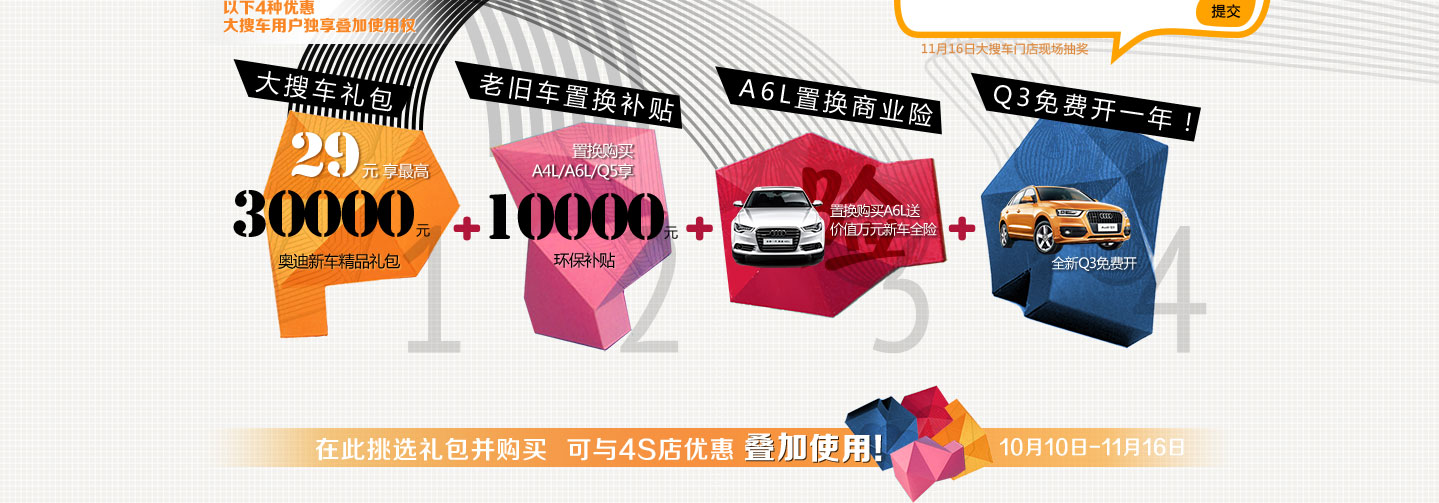 以下4种优惠
大搜车用户独享叠加使用权
提交
11月16日大搜车门店现场抽奖
大搜车礼包
29元 享最高
30000元
奥迪新车精品礼包
1
+
老旧车置换补贴
置换购买
A4L/A6L/Q5享
10000元
环保补贴
2
+
A6L置换商业险
险
置换购买A6L送
价值万元新车全险
3
+
Q3免费开一年!
全新Q3免费开
4
在此挑选礼包并购买 可与4S店优惠 叠加使用!
10月10日-11月16日